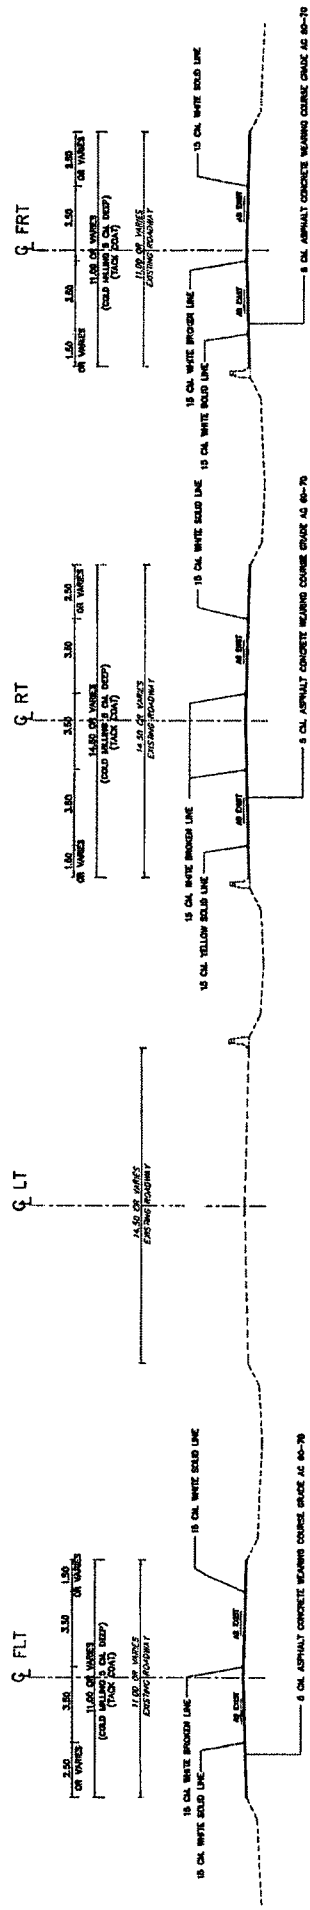 ℄ FLT
2.50
OR VARIES
3.50
3.50
1.50
OR VARIES
11.00 OR VARIES
(COLD MILLING 5 CM. DEEP)
(TACK COAT)
11.00 OR VARIES
EXISTING ROADWAY
15 CM. WHITE BROKEN LINE
15 CM. WHITE SOLID LINE
15 CM. WHITE SOLID LINE
AS EXIST
AS EXIST
5 CM. ASPHALT CONCRETE WEARING COURSE GRADE AC 60-70
℄ LT
14.50 OR VARIES
EXISTING ROADWAY
℄ RT
1.50
OR VARIES
3.50
3.50
3.50
2.50
OR VARIES
14.50 OR VARIES
(COLD MILLING 5 CM. DEEP)
(TACK COAT)
14.50 OR VARIES
EXISTING ROADWAY
15 CM. WHITE BROKEN LINE
15 CM. YELLOW SOLID LINE
15 CM. WHITE SOLID LINE
AS EXIST
AS EXIST
5 CM. ASPHALT CONCRETE WEARING COURSE GRADE AC 60-70
℄ FRT
1.50
OR VARIES
3.50
3.50
2.50
OR VARIES
11.00 OR VARIES
(COLD MILLING 5 CM. DEEP)
(TACK COAT)
11.00 OR VARIES
EXISTING ROADWAY
15 CM. WHITE BROKEN LINE
15 CM. WHITE SOLID LINE
15 CM. WHITE SOLID LINE
AS EXIST
AS EXIST
5 CM. ASPHALT CONCRETE WEARING COURSE GRADE AC 60-70